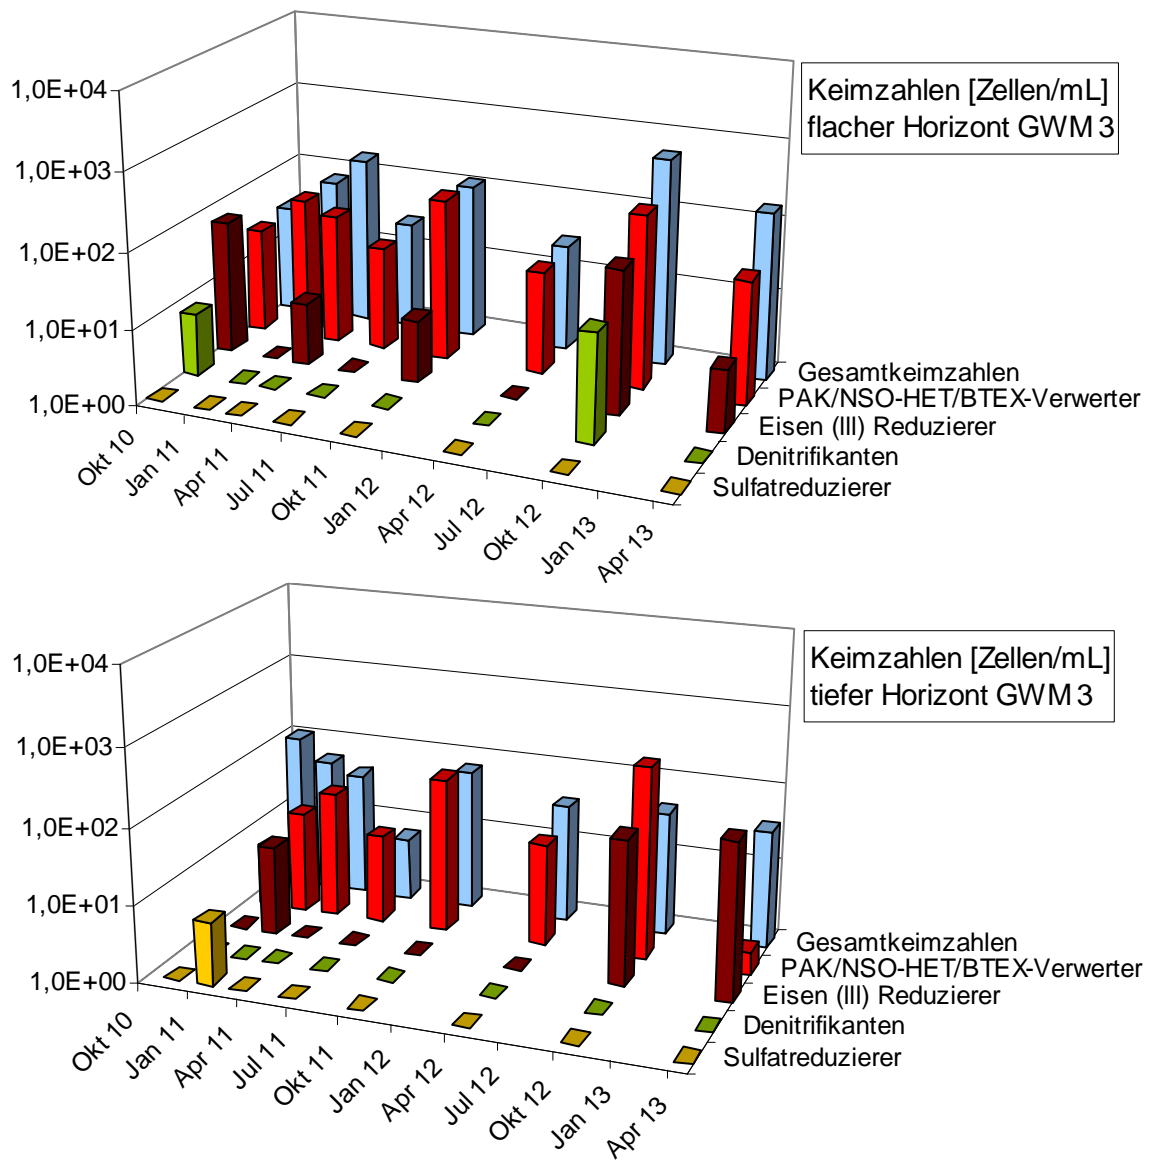 Keimzahlen [Zellen/mL]
flacher Horizont GWM 3
1,0E+04
1,0E+03
1,0E+02
1,0E+01
1,0E+00
Okt 10
Jan 11
Apr 11
Jul 11
Okt 11
Jan 12
Apr 12
Jul 12
Okt 12
Jan 13
Apr 13
Gesamtkeimzahlen
PAK/NSO-HET/BTEX-Verwerter
Eisen (III) Reduzierer
Denitrifikanten
Sulfatreduzierer
Keimzahlen [Zellen/mL]
tiefer Horizont GWM 3
1,0E+04
1,0E+03
1,0E+02
1,0E+01
1,0E+00
Okt 10
Jan 11
Apr 11
Jul 11
Okt 11
Jan 12
Apr 12
Jul 12
Okt 12
Jan 13
Apr 13
Gesamtkeimzahlen
PAK/NSO-HET/BTEX-Verwerter
Eisen (III) Reduzierer
Denitrifikanten
Sulfatreduzierer